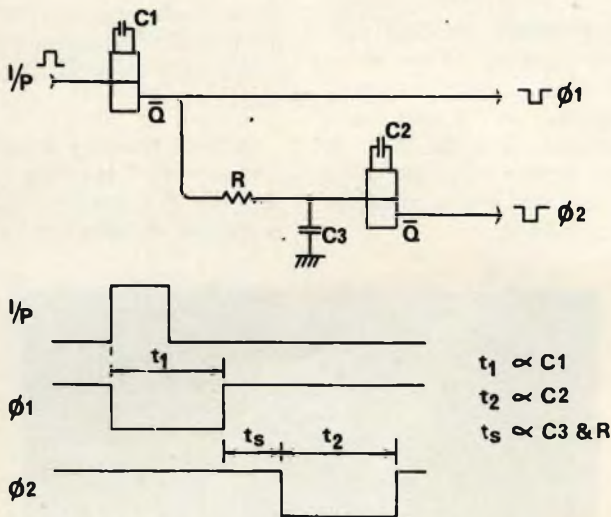 C1
I/P
Q̅
ϕ1
C2
R
C3
Q̅
ϕ2
I/P
t₁
t₁ ∝ C1
ϕ1
t₂ ∝ C2
tₛ
t₂
tₛ ∝ C3 & R
ϕ2